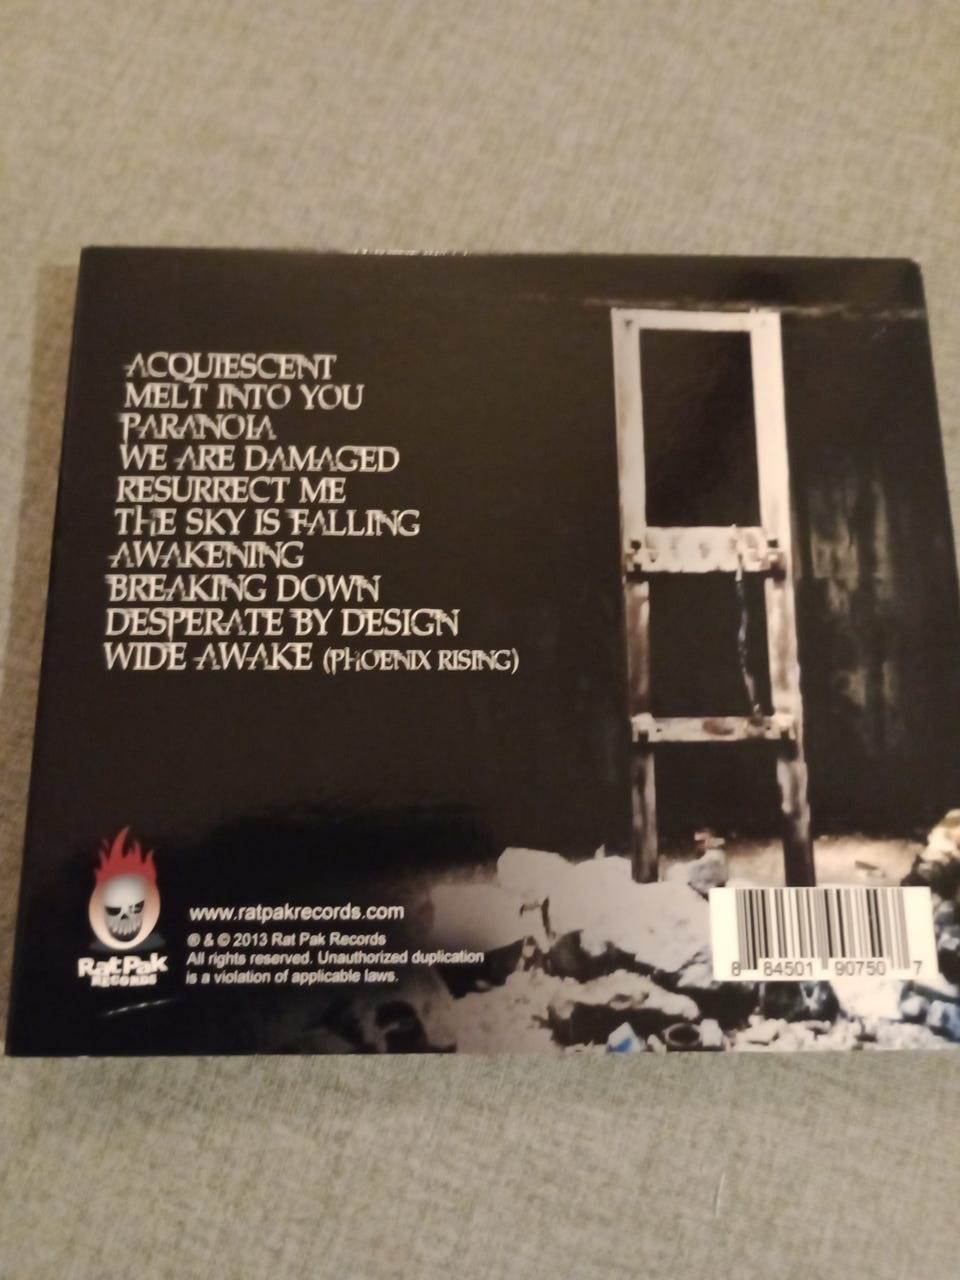 ACQUIESCENT
MELT INTO YOU
PARANOIA
WE ARE DAMAGED
RESURRECT ME
THE SKY IS FALLING
AWAKENING
BREAKING DOWN
DESPERATE BY DESIGN
WIDE AWAKE (PHOENIX RISING)
Rat Pak
RECORDS
www.ratpakrecords.com
℗ & © 2013 Rat Pak Records
All rights reserved. Unauthorized duplication
is a violation of applicable laws.
8 84501 90750 7